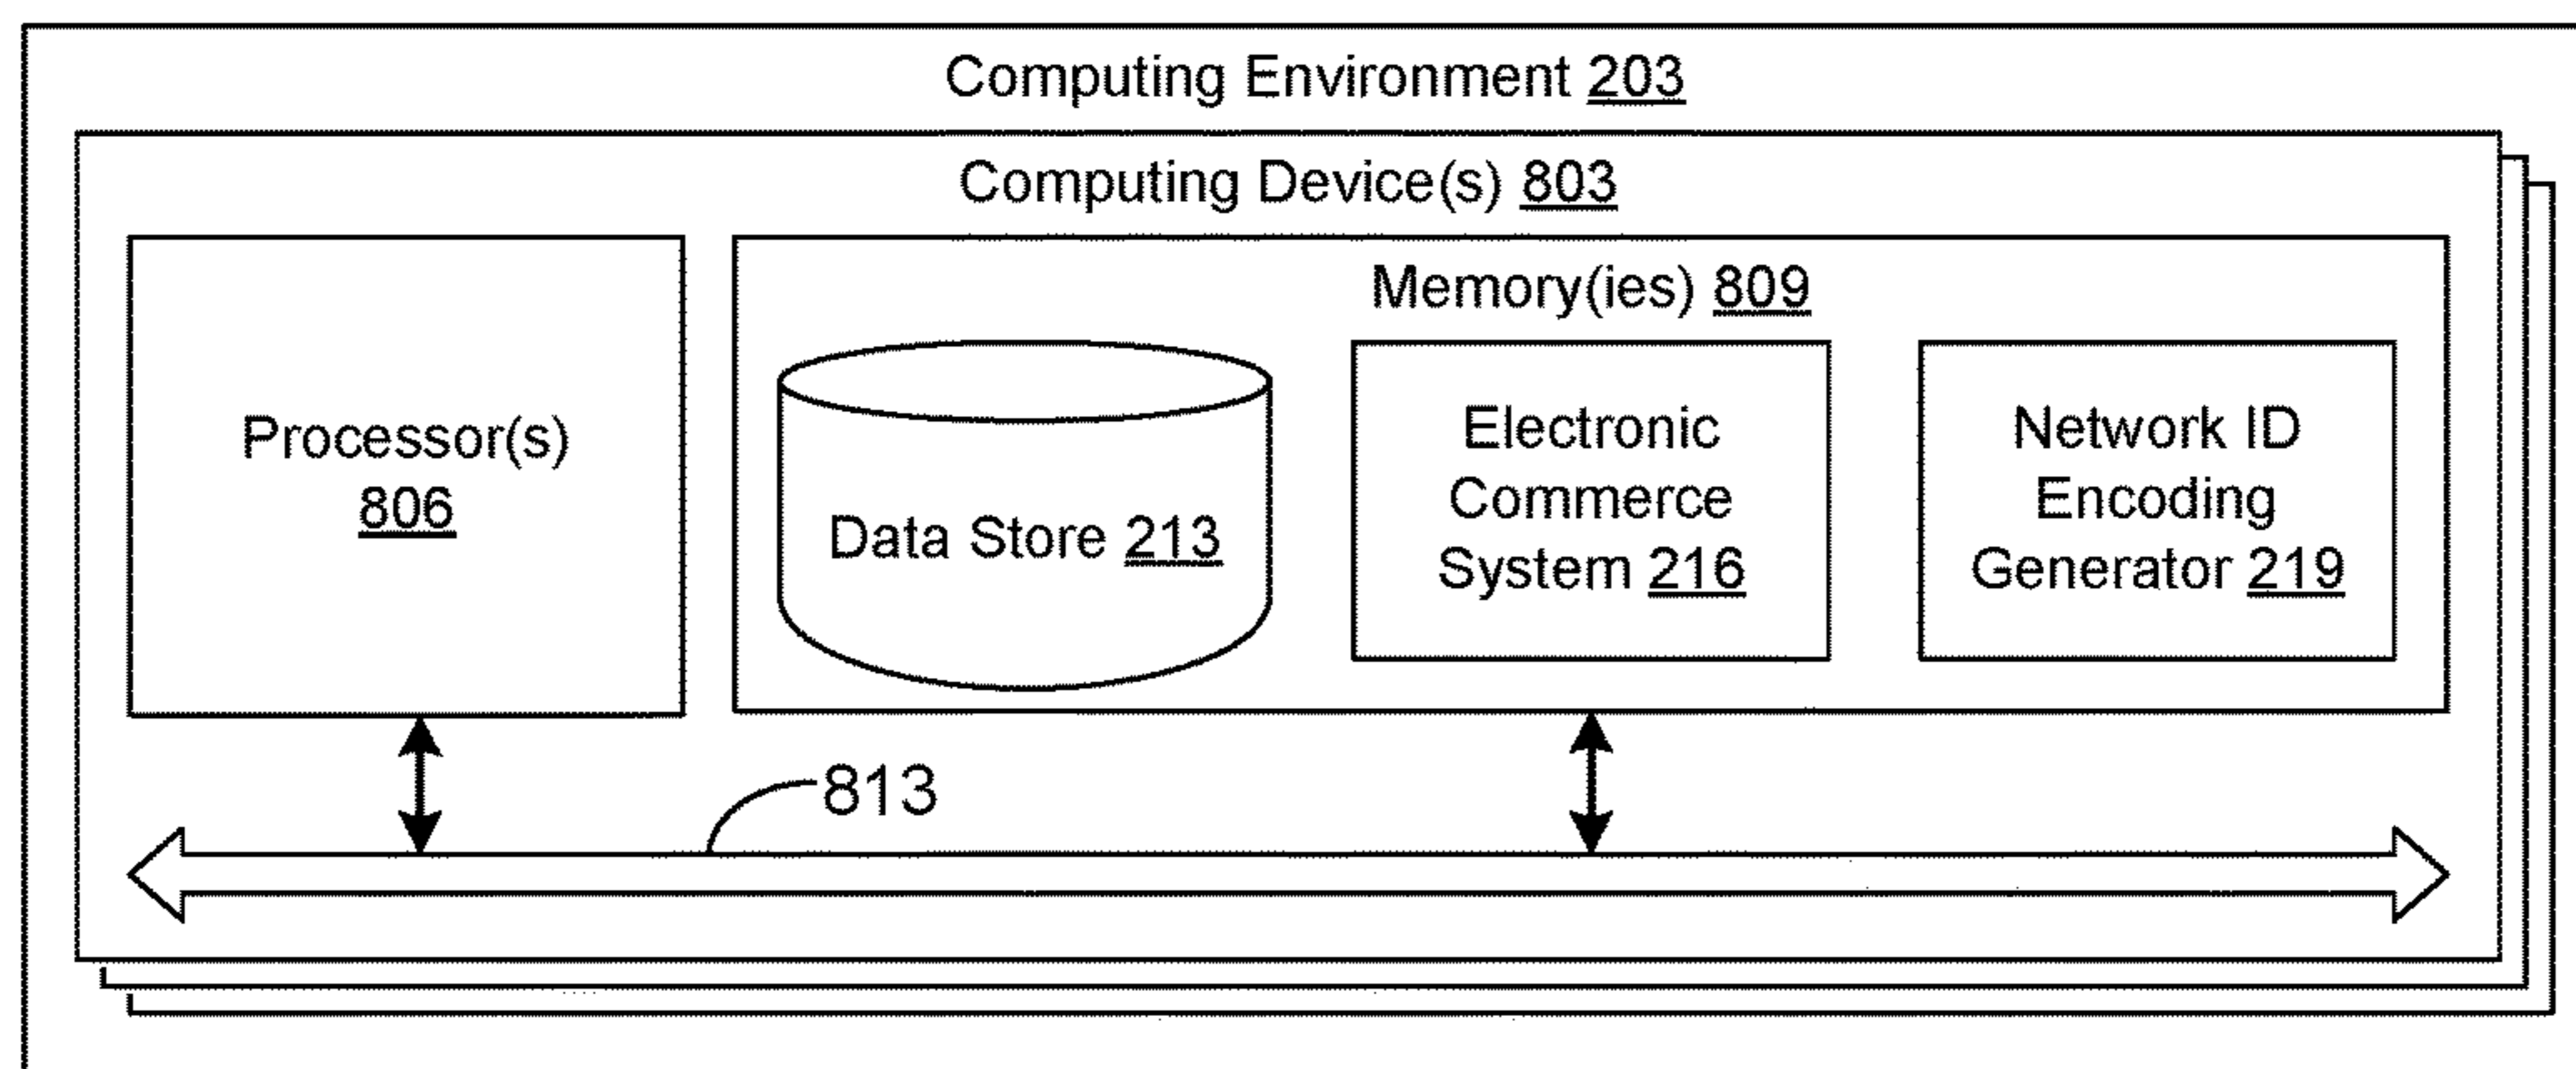 Computing Environment 203
Computing Device(s) 803
Processor(s)
806
Memory(ies) 809
Data Store 213
Electronic
Commerce
System 216
Network ID
Encoding
Generator 219
813